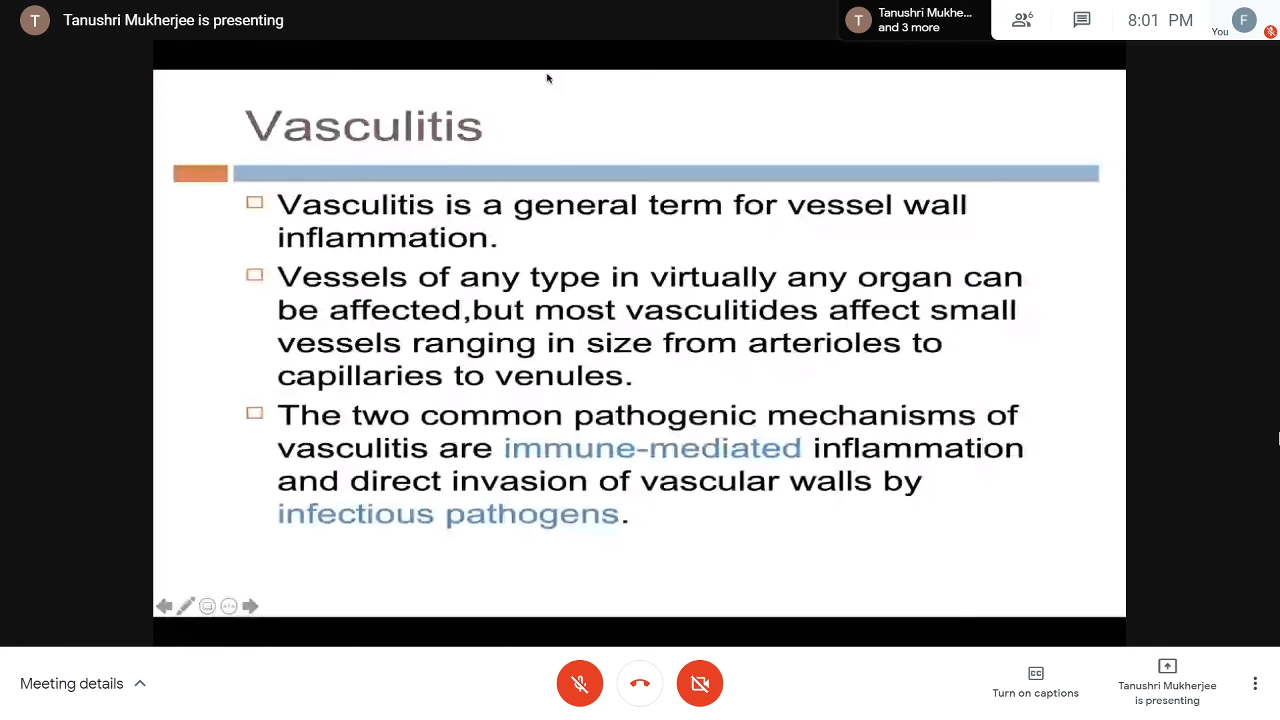 T
Tanushri Mukherjee is presenting
T
Tanushri Mukhe...
and 3 more
6
8:01 PM
You
F
Vasculitis
Vasculitis is a general term for vessel wall
inflammation.
Vessels of any type in virtually any organ can
be affected,but most vasculitides affect small
vessels ranging in size from arterioles to
capillaries to venules.
The two common pathogenic mechanisms of
vasculitis are immune-mediated inflammation
and direct invasion of vascular walls by
infectious pathogens.
Meeting details
CC
Turn on captions
Tanushri Mukherjee
is presenting